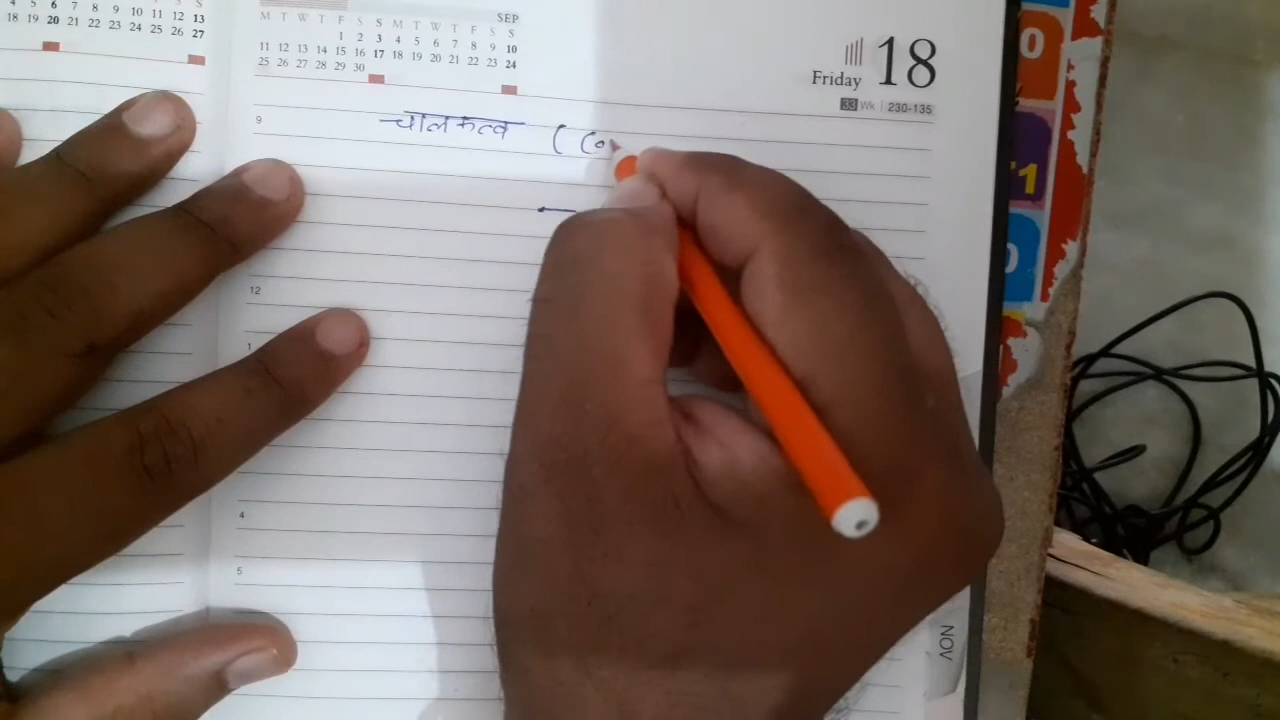 4 5 6 7 8 9 10 11 12 13
18 19 20 21 22 23 24 25 26 27
SEP
M T W T F S S M T W T F S S
1 2 3 4 5 6 7 8 9 10
11 12 13 14 15 16 17 18 19 20 21 22 23 24
25 26 27 28 29 30
Friday 18
33 Wk 230-135
9 चालकत्व ( (o
12
1
4
5
NOV